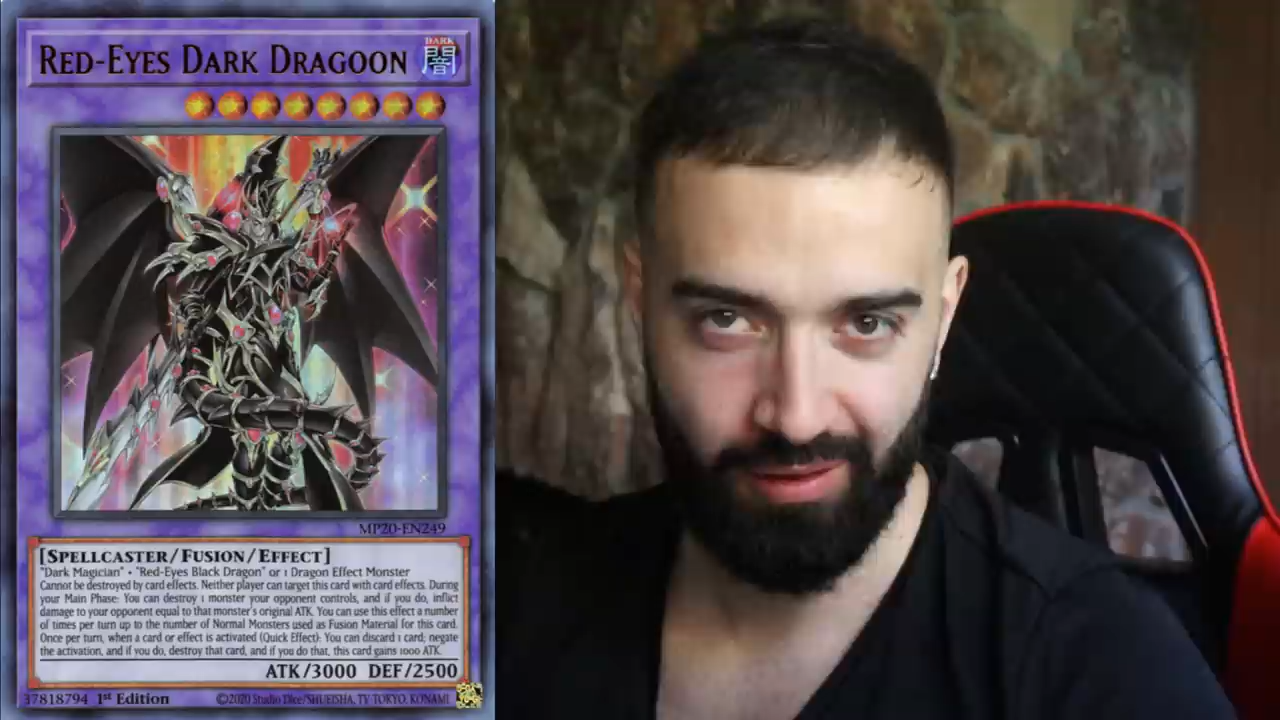 RED-EYES DARK DRAGOON
DARK
闇
MP20-EN249
[SPELLCASTER/FUSION/EFFECT]
"Dark Magician" + "Red-Eyes Black Dragon" or 1 Dragon Effect Monster
Cannot be destroyed by card effects. Neither player can target this card with card effects. During
your Main Phase: You can destroy 1 monster your opponent controls, and if you do, inflict
damage to your opponent equal to that monster's original ATK. You can use this effect a number
of times per turn up to the number of Normal Monsters used as Fusion Material for this card.
Once per turn, when a card or effect is activated (Quick Effect): You can discard 1 card; negate
the activation, and if you do, destroy that card, and if you do that, this card gains 1000 ATK.
ATK/3000 DEF/2500
37818794 1st Edition ©2020 Studio Dice/SHUEISHA, TV TOKYO, KONAMI